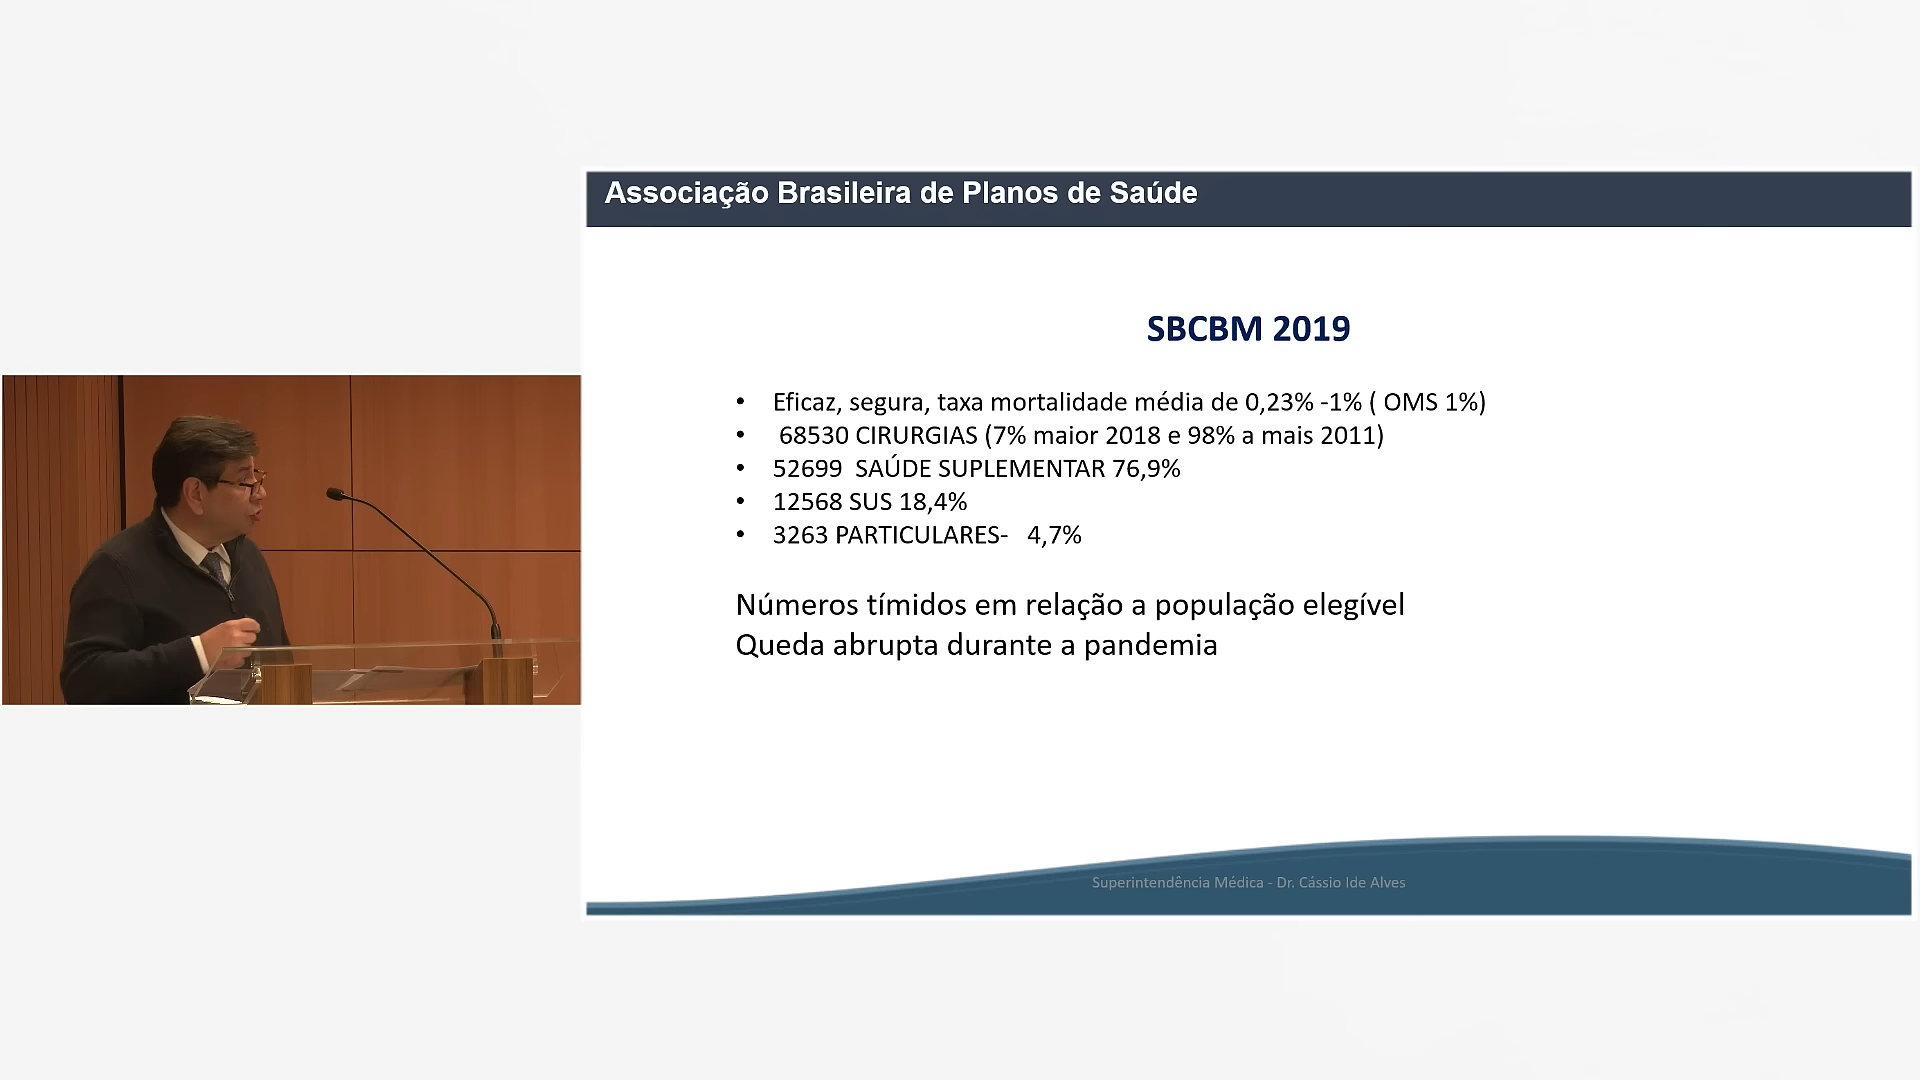 Associação Brasileira de Planos de Saúde
SBCBM 2019
• Eficaz, segura, taxa mortalidade média de 0,23% -1% ( OMS 1%)
• 68530 CIRURGIAS (7% maior 2018 e 98% a mais 2011)
• 52699 SAÚDE SUPLEMENTAR 76,9%
• 12568 SUS 18,4%
• 3263 PARTICULARES- 4,7%
Números tímidos em relação a população elegível
Queda abrupta durante a pandemia
Superintendência Médica - Dr. Cássio Ide Alves